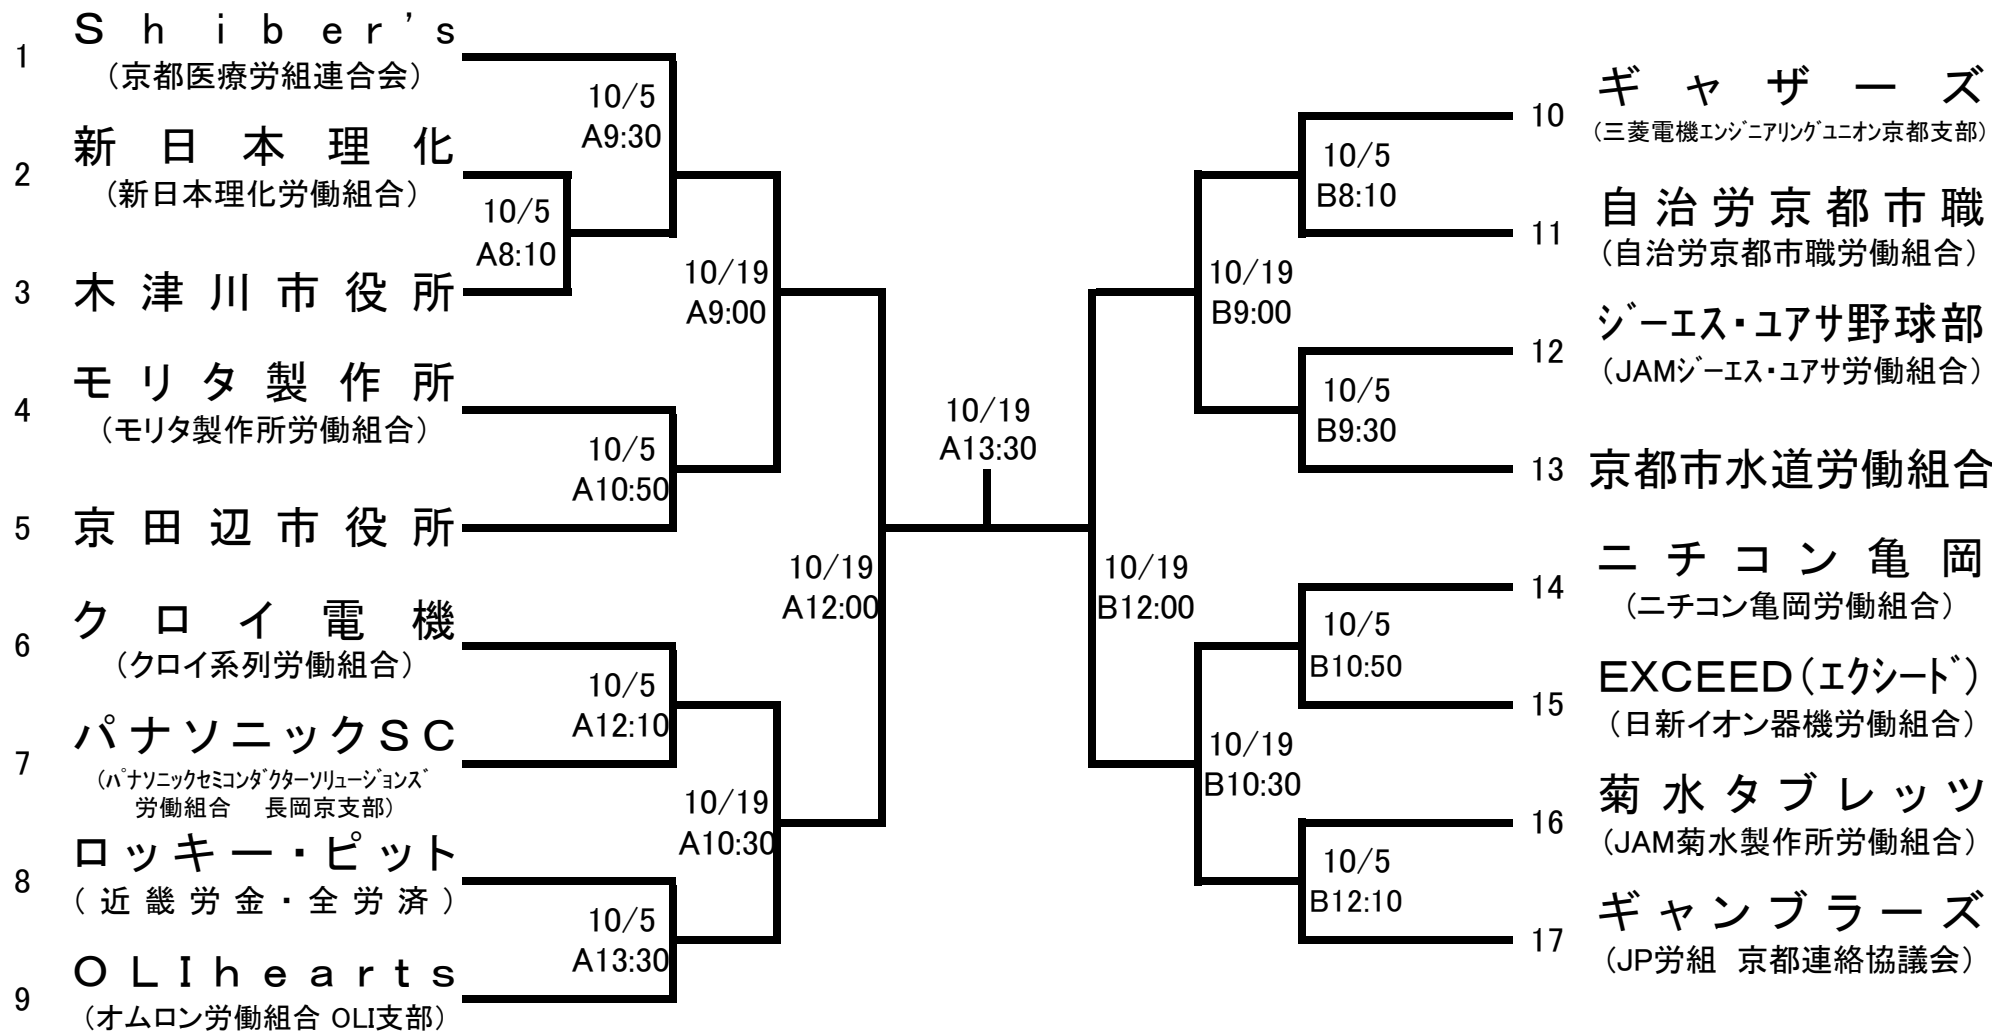 1
Shiber's
(京都医療労組連合会)
2
新日本理化
(新日本理化労働組合)
3
木津川市役所
4
モリタ製作所
(モリタ製作所労働組合)
5
京田辺市役所
6
クロイ電機
(クロイ系列労働組合)
7
パナソニックSC
(ﾊﾟﾅｿﾆｯｸｾﾐｺﾝﾀﾞｸﾀｰｿﾘｭｰｼﾞｮﾝｽﾞ
労働組合 長岡京支部)
8
ロッキー・ピット
(近畿労金・全労済)
9
OLIhearts
(オムロン労働組合 OLI支部)
10/5
A9:30
10/5
A8:10
10/5
A10:50
10/5
A12:10
10/5
A13:30
10/19
A9:00
10/19
A10:30
10/19
A12:00
10/19
A13:30
10/19
B12:00
10/19
B9:00
10/19
B10:30
10/5
B8:10
10/5
B9:30
10/5
B10:50
10/5
B12:10
10
ギャザーズ
(三菱電機ｴﾝｼﾞﾆｱﾘﾝｸﾞﾕﾆｵﾝ京都支部)
11
自治労京都市職
(自治労京都市職労働組合)
12
ｼﾞｰｴｽ・ﾕｱｻ野球部
(JAMｼﾞｰｴｽ・ﾕｱｻ労働組合)
13
京都市水道労働組合
14
ニチコン亀岡
(ニチコン亀岡労働組合)
15
EXCEED(ｴｸｼｰﾄﾞ)
(日新イオン器機労働組合)
16
菊水タブレッツ
(JAM菊水製作所労働組合)
17
ギャンブラーズ
(JP労組 京都連絡協議会)